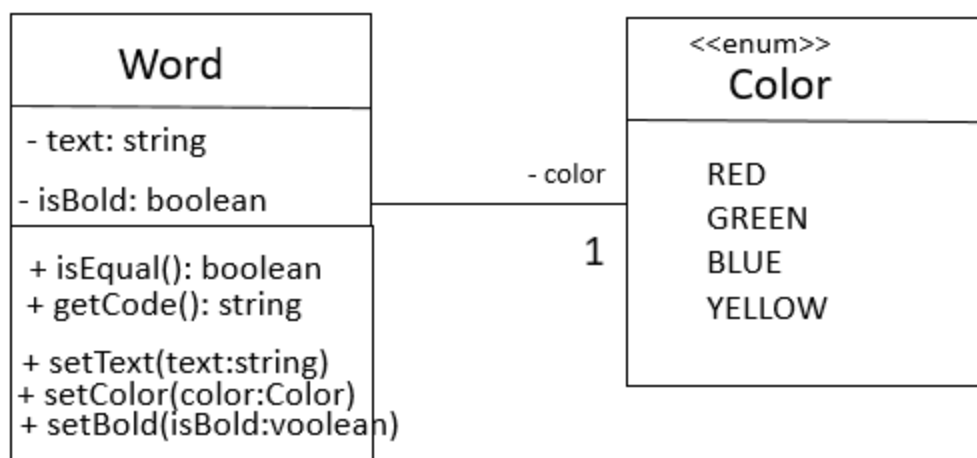 Word
- text: string
- isBold: boolean
+ isEqual(): boolean
+ getCode(): string
+ setText(text:string)
+ setColor(color:Color)
+ setBold(isBold:voolean)
- color
1
<<enum>>
Color
RED
GREEN
BLUE
YELLOW